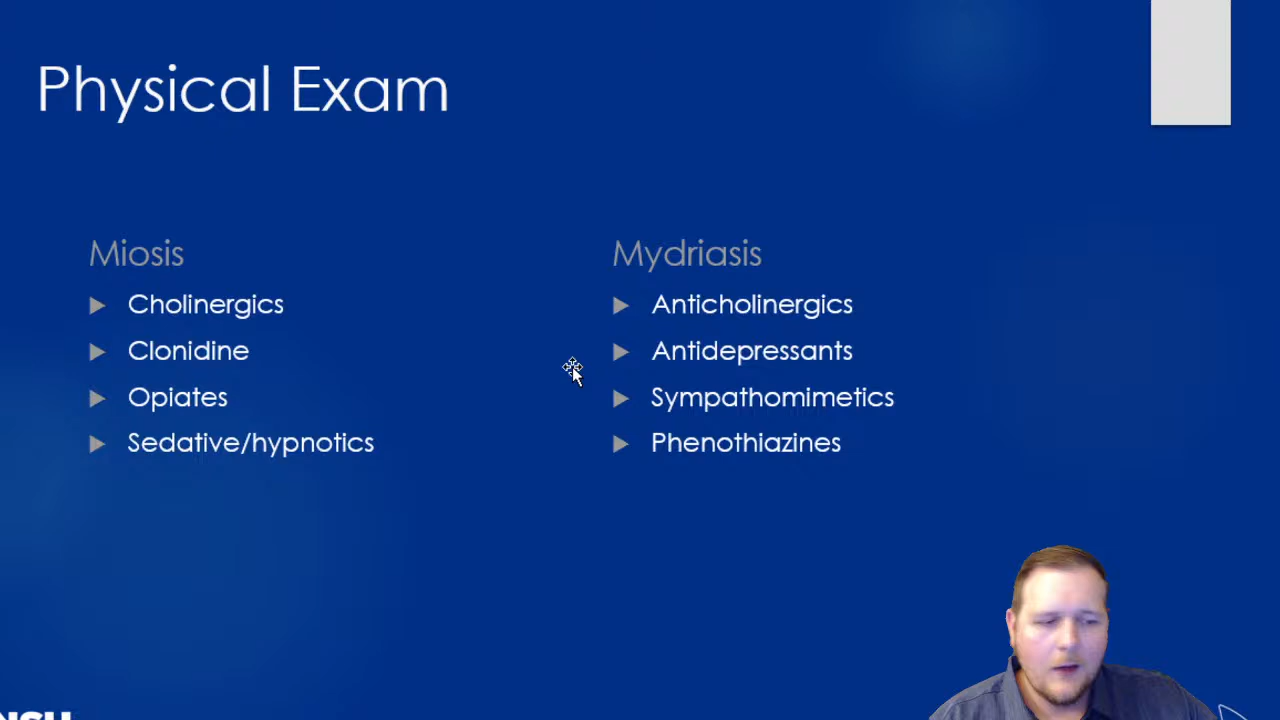 Physical Exam
Miosis
Cholinergics
Clonidine
Opiates
Sedative/hypnotics
Mydriasis
Anticholinergics
Antidepressants
Sympathomimetics
Phenothiazines